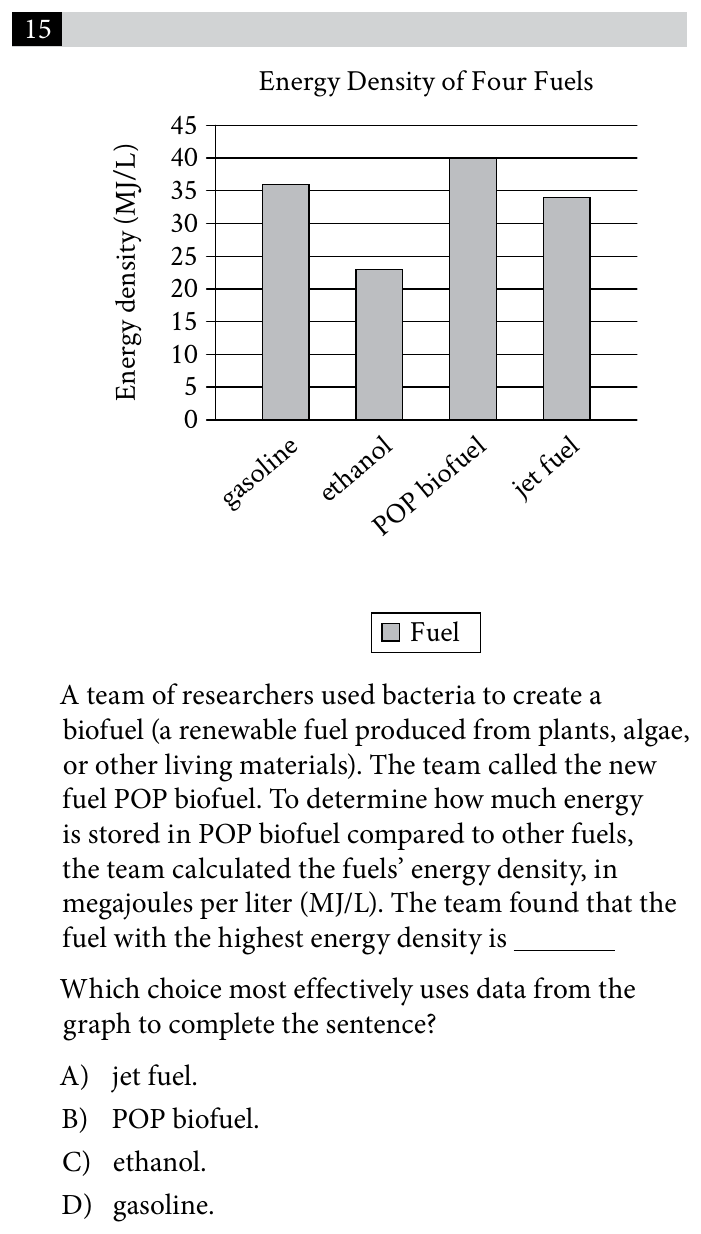 15
Energy Density of Four Fuels
Energy density (MJ/L)
45
40
35
30
25
20
15
10
5
0
gasoline
ethanol
POP biofuel
jet fuel
Fuel
A team of researchers used bacteria to create a
biofuel (a renewable fuel produced from plants, algae,
or other living materials). The team called the new
fuel POP biofuel. To determine how much energy
is stored in POP biofuel compared to other fuels,
the team calculated the fuels’ energy density, in
megajoules per liter (MJ/L). The team found that the
fuel with the highest energy density is _______
Which choice most effectively uses data from the
graph to complete the sentence?
A) jet fuel.
B) POP biofuel.
C) ethanol.
D) gasoline.